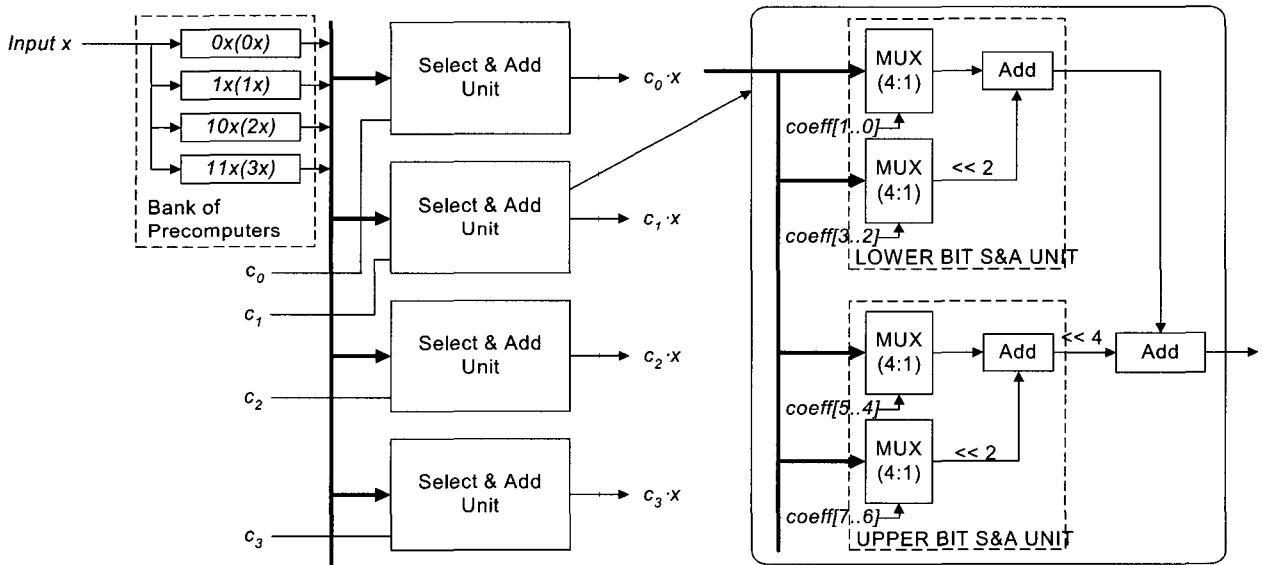 Input x
0x(0x)
1x(1x)
10x(2x)
11x(3x)
Bank of
Precomputers
c0
c1
c2
c3
Select & Add
Unit
c0·x
Select & Add
Unit
c1·x
Select & Add
Unit
c2·x
Select & Add
Unit
c3·x
MUX
(4:1)
Add
coeff[1..0]
MUX
(4:1)
<< 2
coeff[3..2]
LOWER BIT S&A UNIT
MUX
(4:1)
Add
<< 4
Add
coeff[5..4]
MUX
(4:1)
<< 2
coeff[7..6]
UPPER BIT S&A UNIT